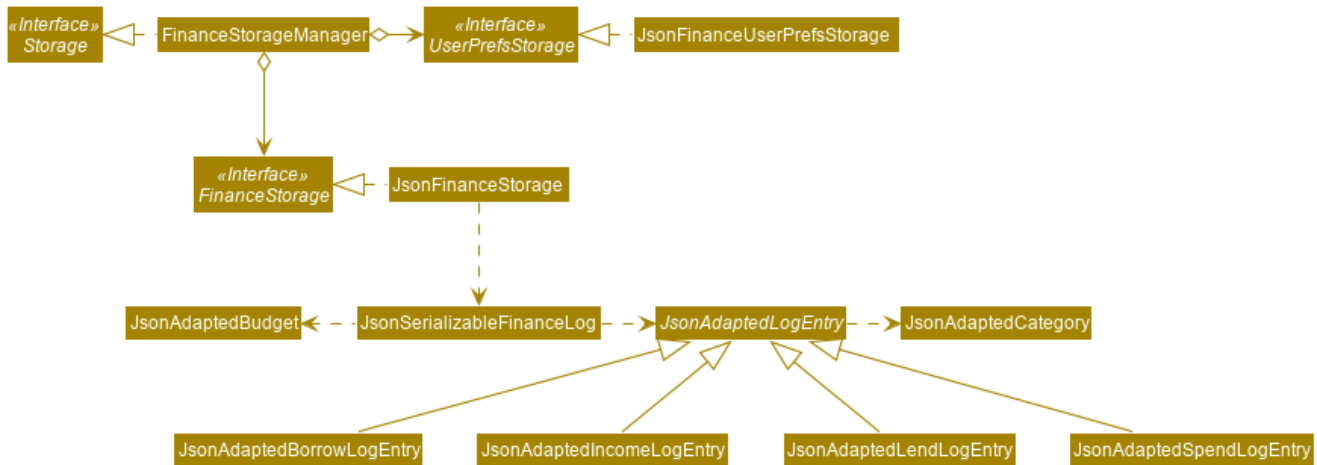 «Interface»
Storage
FinanceStorageManager
«Interface»
UserPrefsStorage
JsonFinanceUserPrefsStorage
«Interface»
FinanceStorage
JsonFinanceStorage
JsonAdaptedBudget
JsonSerializableFinanceLog
JsonAdaptedLogEntry
JsonAdaptedCategory
JsonAdaptedBorrowLogEntry
JsonAdaptedIncomeLogEntry
JsonAdaptedLendLogEntry
JsonAdaptedSpendLogEntry